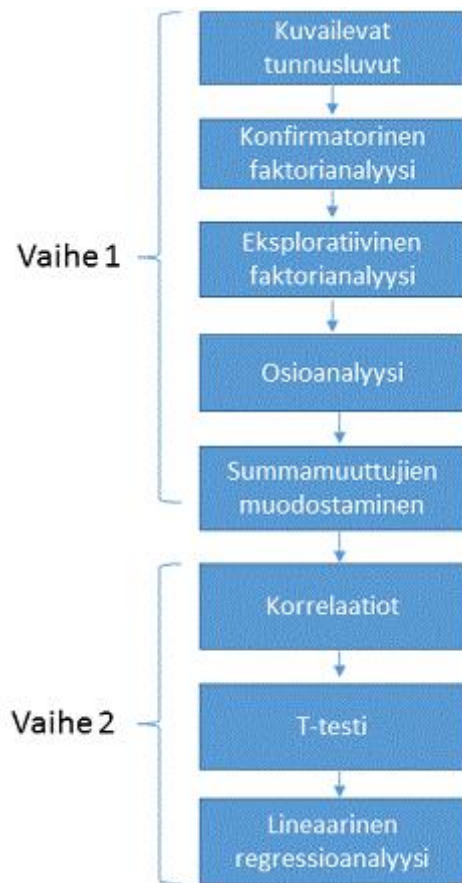 Kuvailevat
tunnusluvut
Konfirmatorinen
faktorianalyysi
Vaihe 1
Eksploratiivinen
faktorianalyysi
Osioanalyysi
Summamuuttujien
muodostaminen
Korrelaatiot
Vaihe 2
T-testi
Lineaarinen
regressioanalyysi